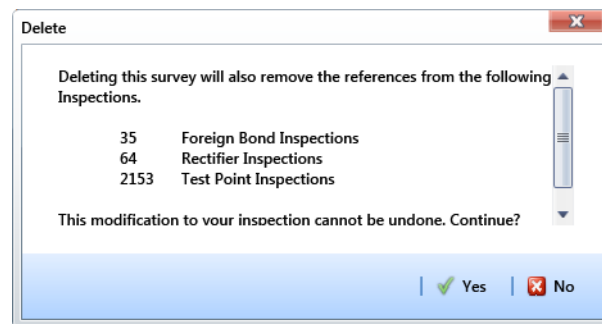 Delete
Deleting this survey will also remove the references from the following
Inspections.
35 Foreign Bond Inspections
64 Rectifier Inspections
2153 Test Point Inspections
This modification to your inspection cannot be undone. Continue?
Yes No